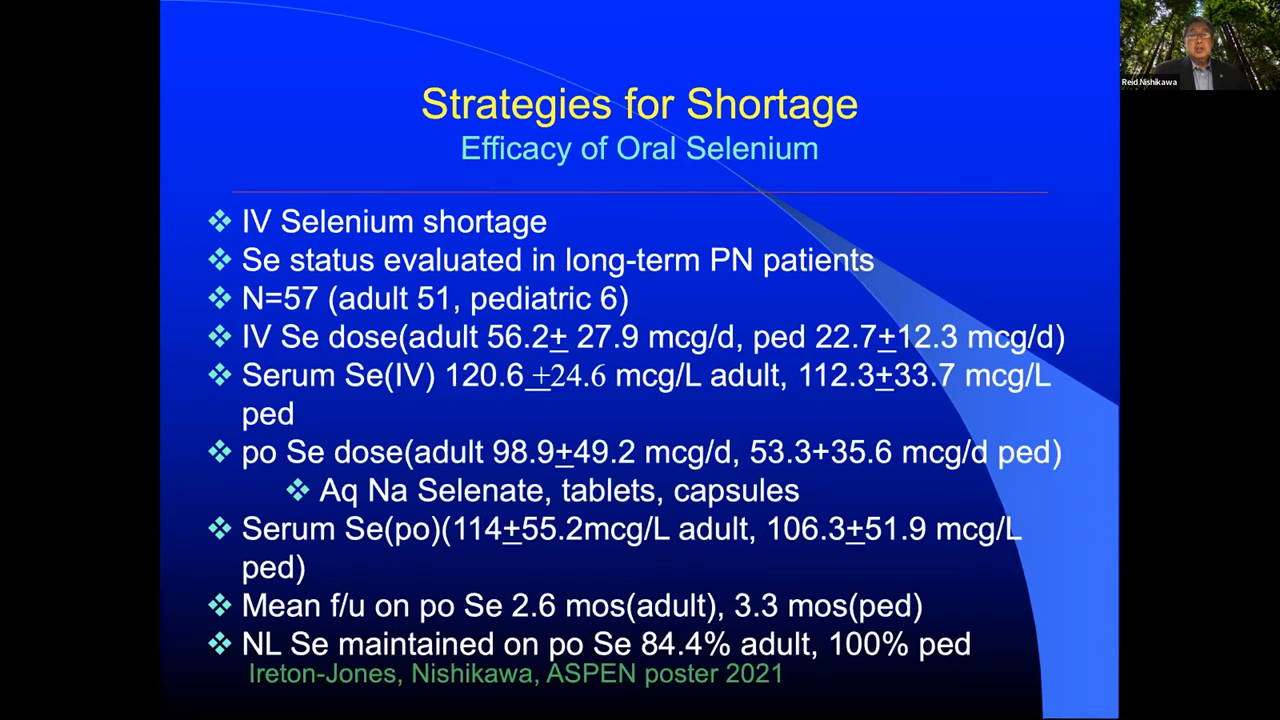 Strategies for Shortage
Efficacy of Oral Selenium
❖ IV Selenium shortage
❖ Se status evaluated in long-term PN patients
❖ N=57 (adult 51, pediatric 6)
❖ IV Se dose(adult 56.2± 27.9 mcg/d, ped 22.7±12.3 mcg/d)
❖ Serum Se(IV) 120.6 ±24.6 mcg/L adult, 112.3±33.7 mcg/L
ped
❖ po Se dose(adult 98.9±49.2 mcg/d, 53.3+35.6 mcg/d ped)
❖ Aq Na Selenate, tablets, capsules
❖ Serum Se(po)(114±55.2mcg/L adult, 106.3±51.9 mcg/L
ped)
❖ Mean f/u on po Se 2.6 mos(adult), 3.3 mos(ped)
❖ NL Se maintained on po Se 84.4% adult, 100% ped
Ireton-Jones, Nishikawa, ASPEN poster 2021
Reid Nishikawa